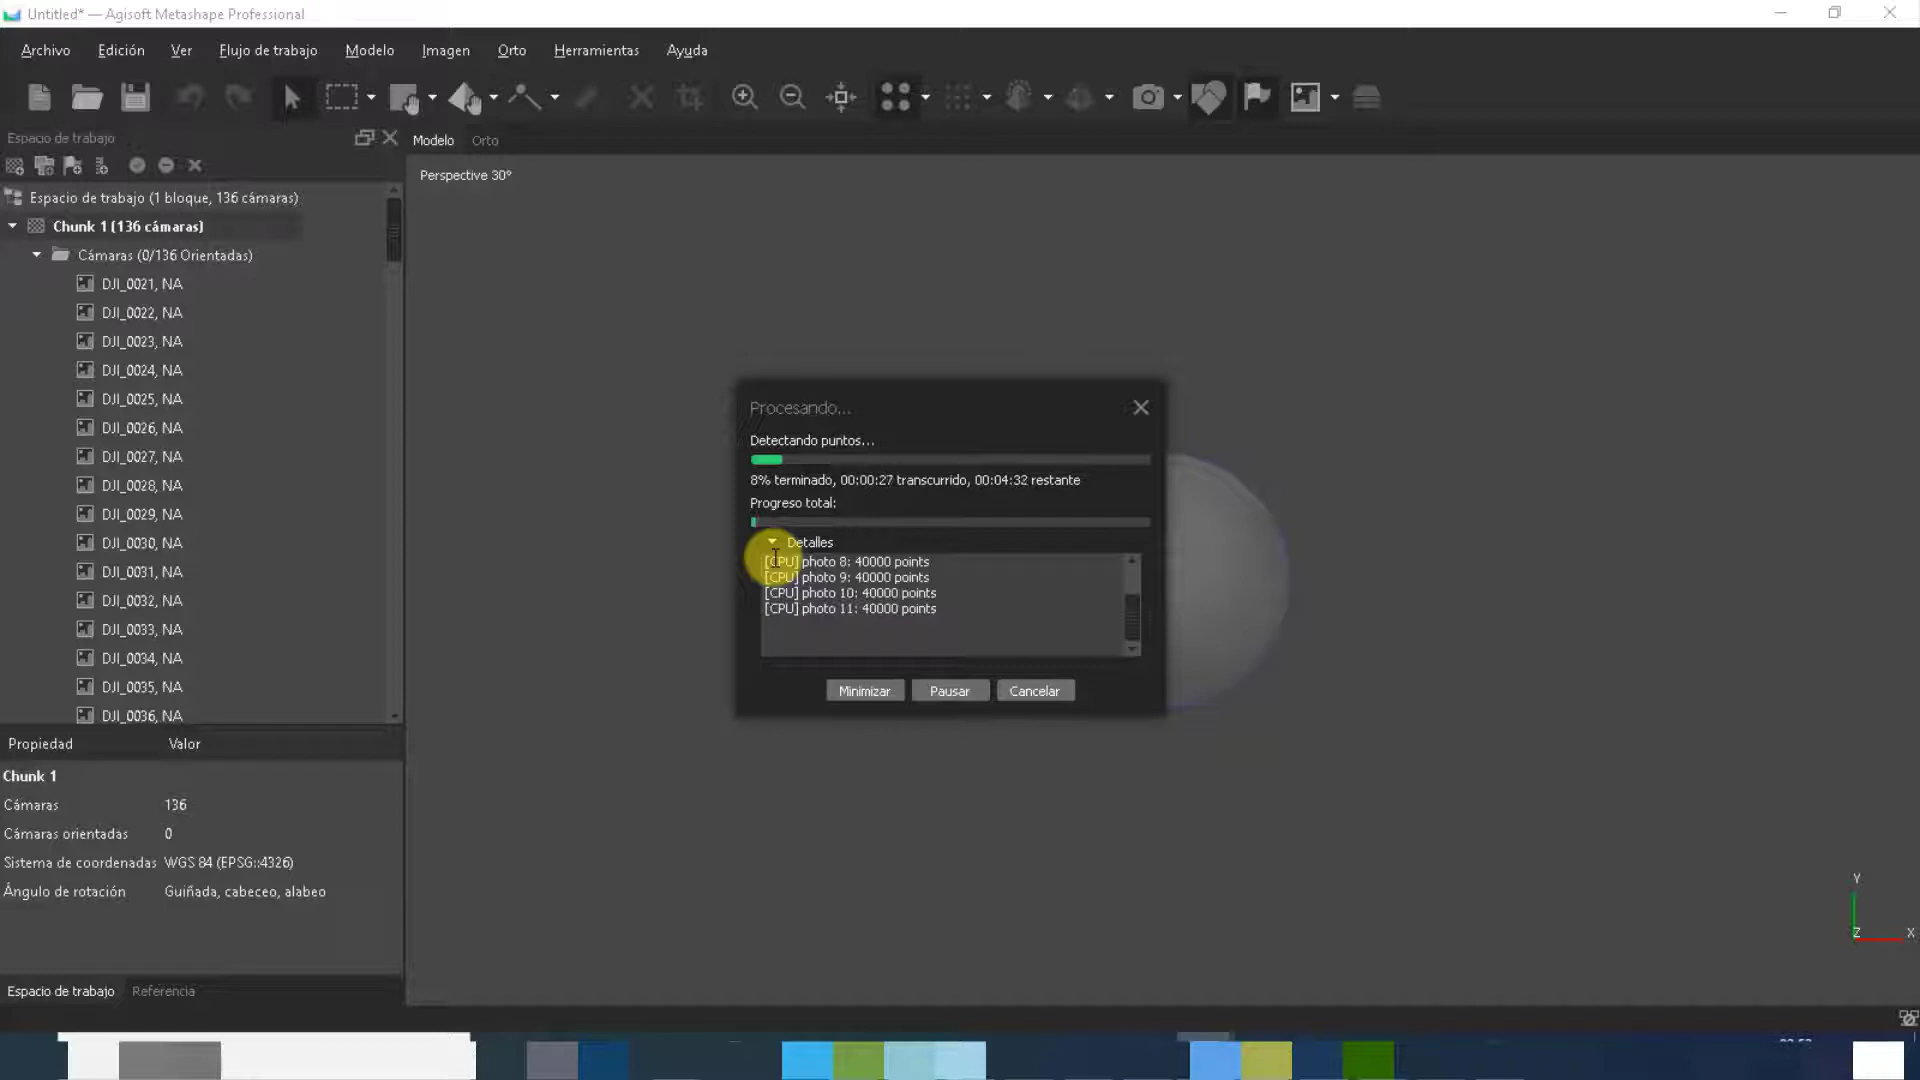 Untitled* — Agisoft Metashape Professional
Archivo Edición Ver Flujo de trabajo Modelo Imagen Orto Herramientas Ayuda
Espacio de trabajo
Modelo Orto
Perspective 30°
Espacio de trabajo (1 bloque, 136 cámaras)
Chunk 1 (136 cámaras)
Cámaras (0/136 Orientadas)
DJI_0021, NA
DJI_0022, NA
DJI_0023, NA
DJI_0024, NA
DJI_0025, NA
DJI_0026, NA
DJI_0027, NA
DJI_0028, NA
DJI_0029, NA
DJI_0030, NA
DJI_0031, NA
DJI_0032, NA
DJI_0033, NA
DJI_0034, NA
DJI_0035, NA
DJI_0036, NA
Propiedad Valor
Chunk 1
Cámaras 136
Cámaras orientadas 0
Sistema de coordenadas WGS 84 (EPSG::4326)
Ángulo de rotación Guiñada, cabeceo, alabeo
Espacio de trabajo Referencia
Procesando...
Detectando puntos...
8% terminado, 00:00:27 transcurrido, 00:04:32 restante
Progreso total:
Detalles
[CPU] photo 8: 40000 points
[CPU] photo 9: 40000 points
[CPU] photo 10: 40000 points
[CPU] photo 11: 40000 points
Minimizar Pausar Cancelar
Y
Z X